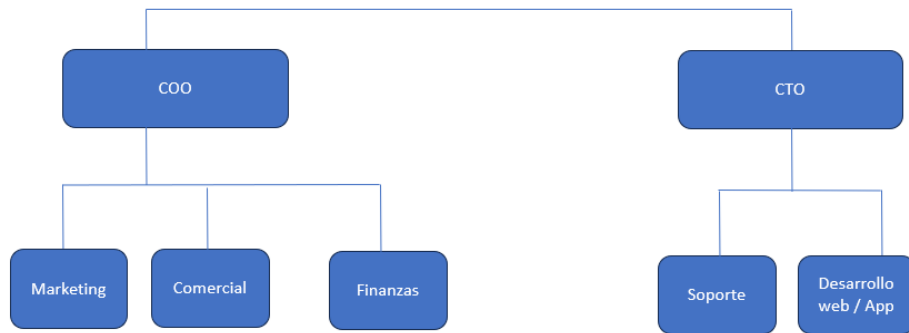 COO
CTO
Marketing
Comercial
Finanzas
Soporte
Desarrollo
web / App